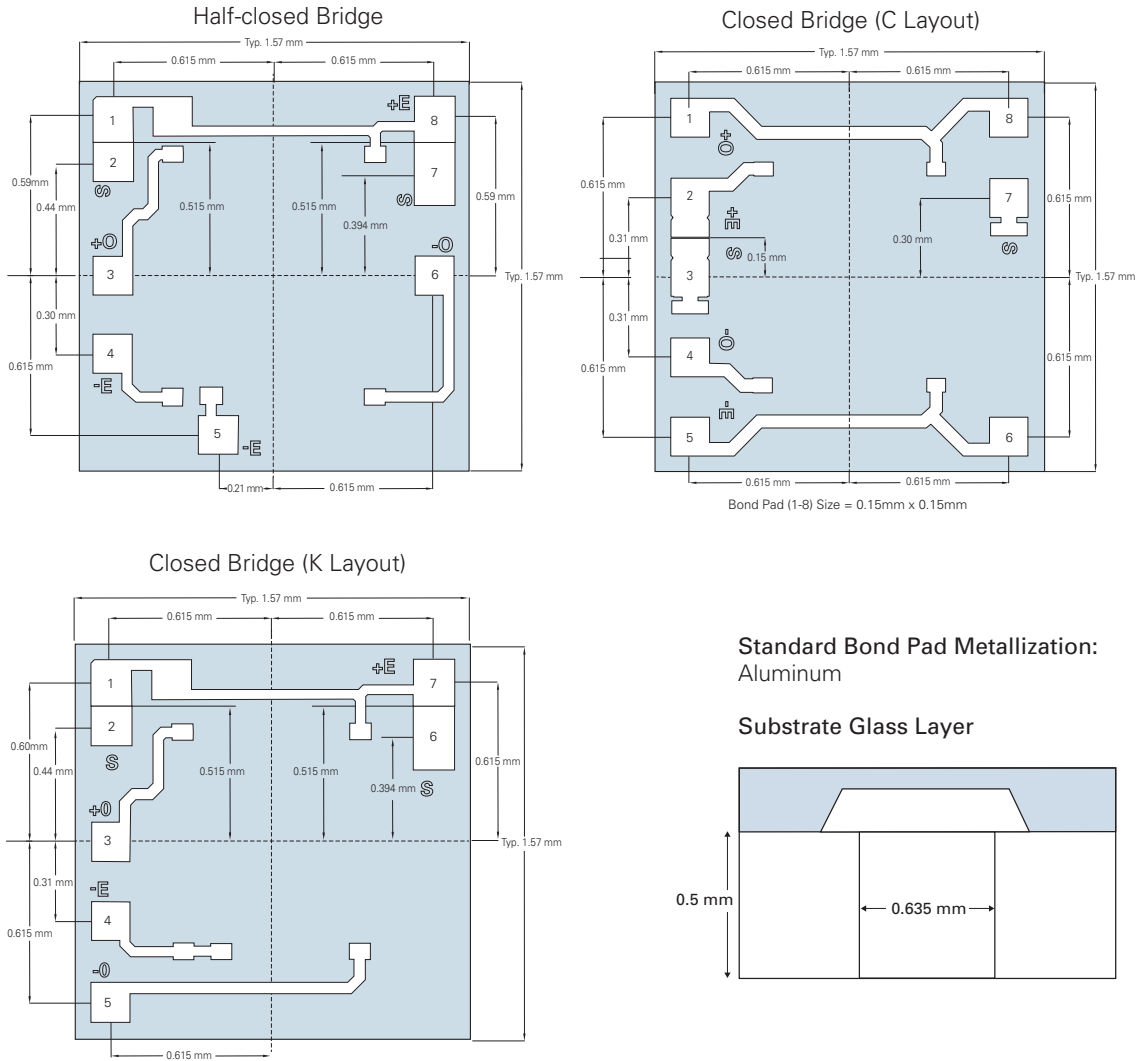 Half-closed Bridge
Typ. 1.57 mm
0.615 mm
0.615 mm
1
+E
8
2
S
7
S
0.59mm
0.44 mm
0.515 mm
0.515 mm
0.394 mm
0.59 mm
+O
-O
3
6
Typ. 1.57 mm
0.30 mm
0.615 mm
4
-E
5
-E
0.21 mm
0.615 mm
Closed Bridge (C Layout)
Typ. 1.57 mm
0.615 mm
0.615 mm
1
+O
8
0.615 mm
2
+E
7
0.615 mm
0.31 mm
S
0.15 mm
0.30 mm
S
3
Typ. 1.57 mm
0.31 mm
-O
4
0.615 mm
0.615 mm
-E
5
6
0.615 mm
0.615 mm
Bond Pad (1-8) Size = 0.15mm x 0.15mm
Closed Bridge (K Layout)
Typ. 1.57 mm
0.615 mm
0.615 mm
1
+E
7
2
6
0.60mm
0.44 mm
S
0.515 mm
0.515 mm
0.394 mm
S
0.615 mm
+0
3
Typ. 1.57 mm
0.31 mm
-E
4
0.615 mm
-0
5
0.615 mm
Standard Bond Pad Metallization:
Aluminum
Substrate Glass Layer
0.5 mm
0.635 mm